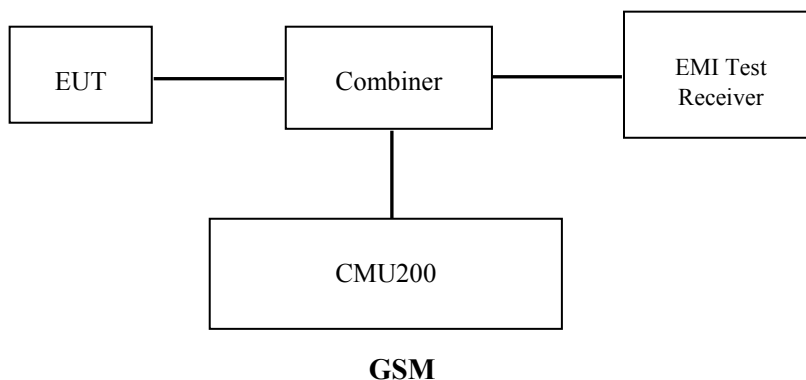 EUT
Combiner
EMI Test
Receiver
CMU200
GSM